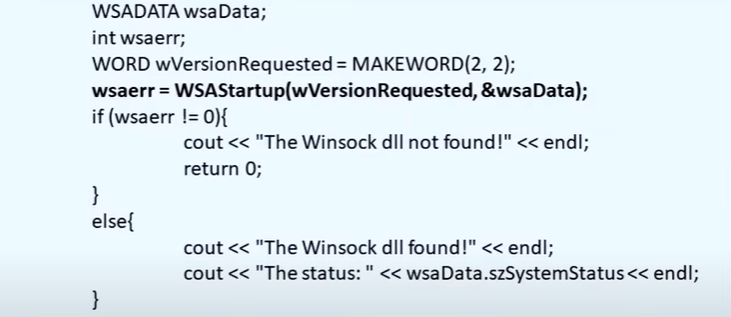 WSADATA wsaData;
int wsaerr;
WORD wVersionRequested = MAKEWORD(2, 2);
wsaerr = WSAStartup(wVersionRequested, &wsaData);
if (wsaerr != 0){
cout << "The Winsock dll not found!" << endl;
return 0;
}
else{
cout << "The Winsock dll found!" << endl;
cout << "The status: " << wsaData.szSystemStatus<< endl;
}